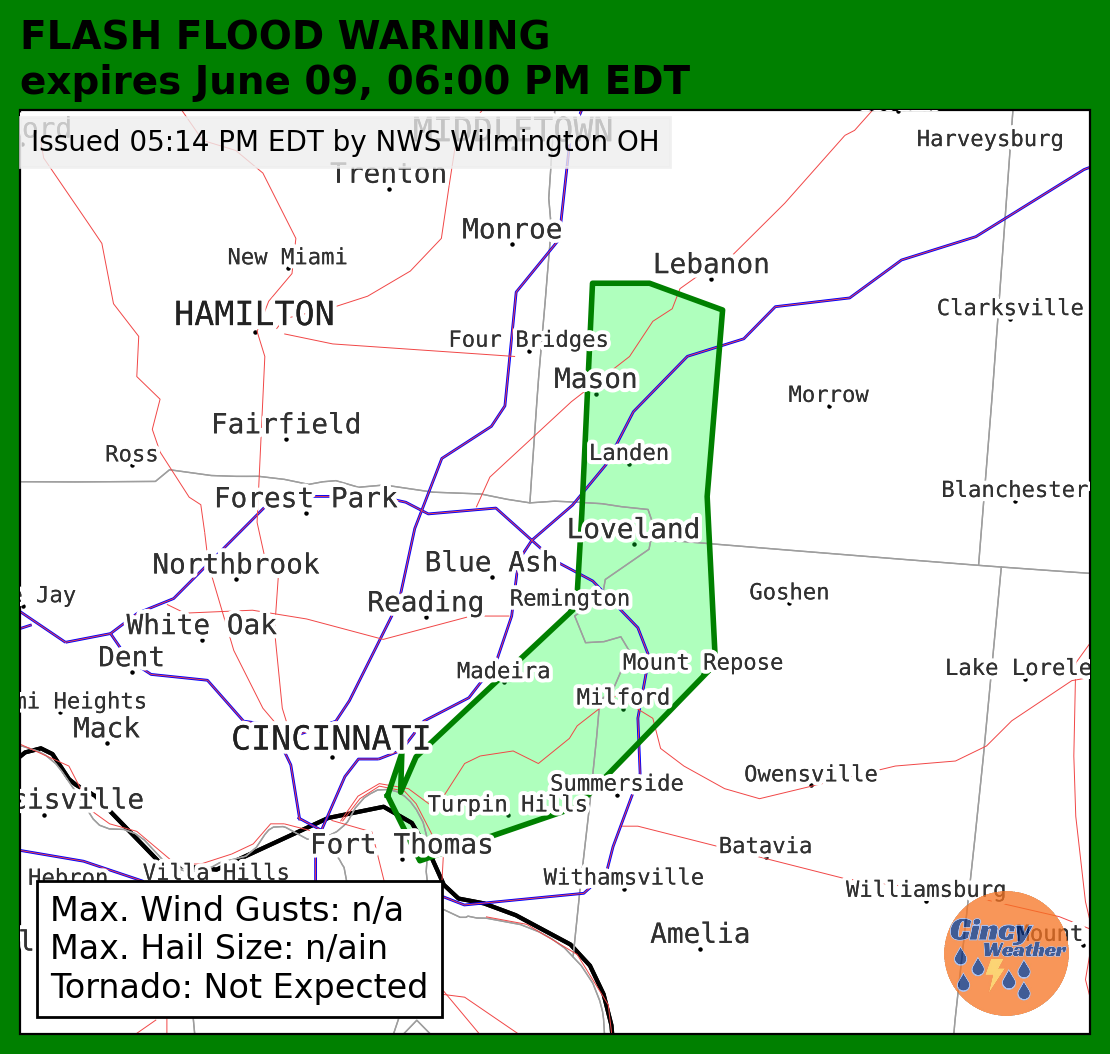 FLASH FLOOD WARNING
expires June 09, 06:00 PM EDT
ord
MIDDLETOWN
Issued 05:14 PM EDT by NWS Wilmington OH
Harveysburg
Trenton
Monroe
New Miami
Lebanon
HAMILTON
Clarksville
Four Bridges
Mason
Morrow
Fairfield
Ross
Landen
Forest Park
Blanchester
Loveland
Northbrook
Blue Ash
e Jay
Reading
Remington
Goshen
White Oak
Dent
Madeira
Mount Repose
Lake Lorele
mi Heights
Milford
Mack
CINCINNATI
Owensville
Summerside
cisville
Turpin Hills
Fort Thomas
Batavia
Hebron
Villa Hills
Withamsville
Williamsburg
Max. Wind Gusts: n/a
Max. Hail Size: n/ain
Tornado: Not Expected
Amelia
Mount
Cincy
Weather